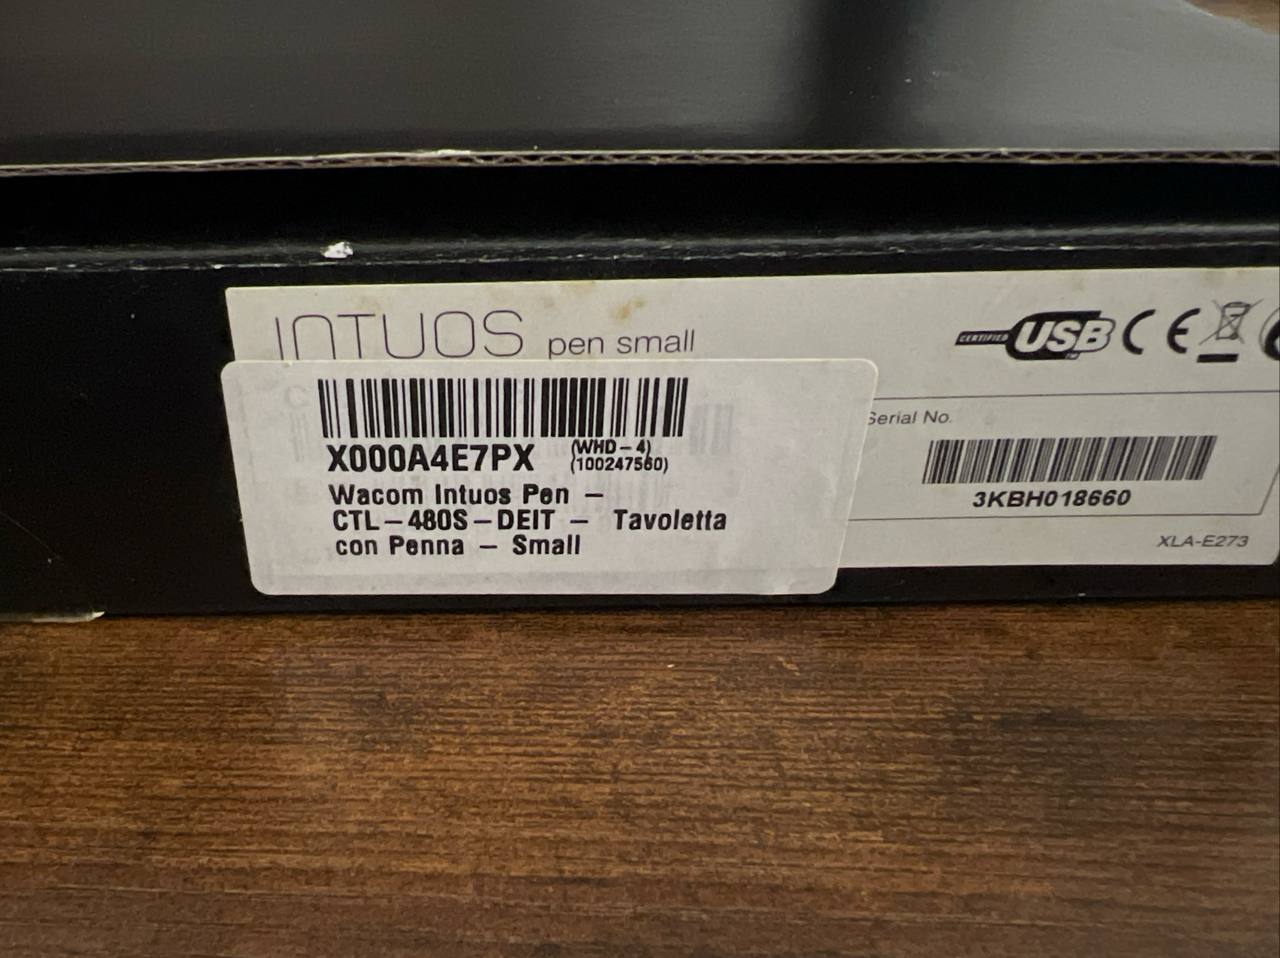 INTUOS pen small
CERTIFIED USB CE
X000A4E7PX (WHD-4)
(100247560)
Wacom Intuos Pen –
CTL-480S-DEIT – Tavoletta
con Penna – Small
Serial No.
3KBH018660
XLA-E273